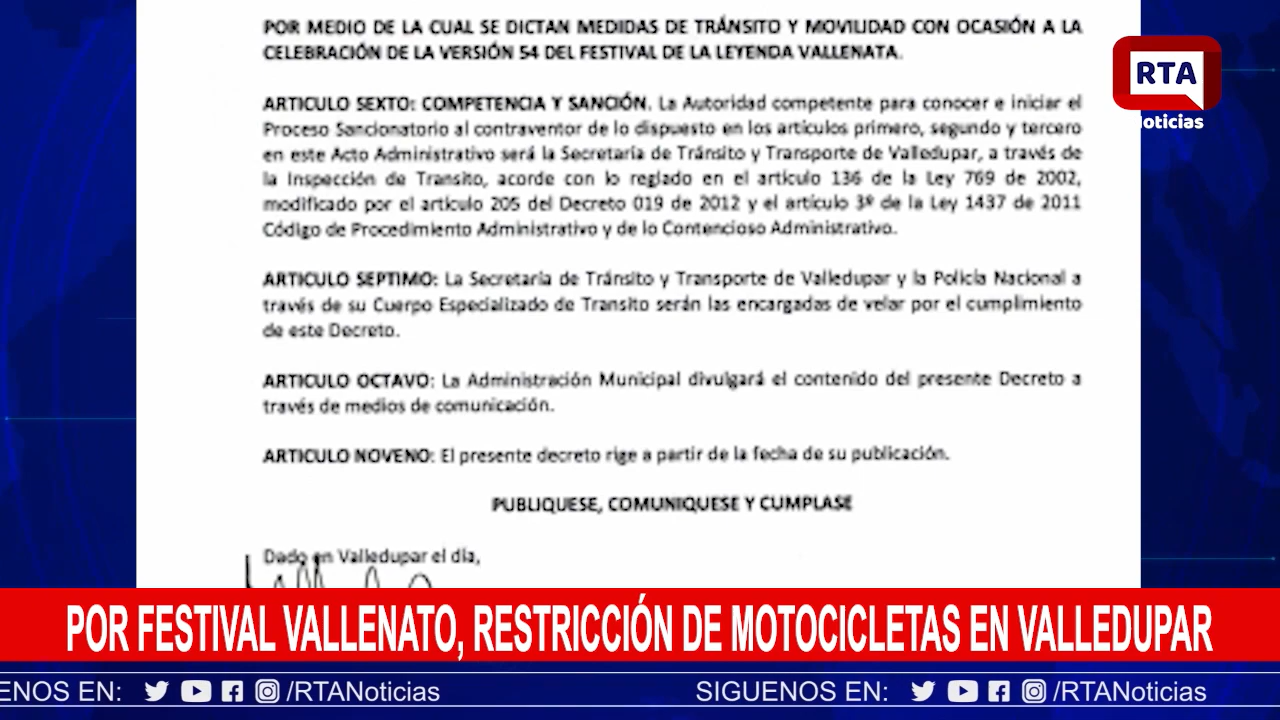 POR MEDIO DE LA CUAL SE DICTAN MEDIDAS DE TRÁNSITO Y MOVILIDAD CON OCASIÓN A LA
CELEBRACIÓN DE LA VERSIÓN 54 DEL FESTIVAL DE LA LEYENDA VALLENATA.
RTA
Noticias
ARTICULO SEXTO: COMPETENCIA Y SANCIÓN. La Autoridad competente para conocer e iniciar el
Proceso Sancionatorio al contraventor de lo dispuesto en los artículos primero, segundo y tercero
en este Acto Administrativo será la Secretaría de Tránsito y Transporte de Valledupar, a través de
la Inspección de Transito, acorde con lo reglado en el artículo 136 de la Ley 769 de 2002,
modificado por el artículo 205 del Decreto 019 de 2012 y el artículo 3º de la Ley 1437 de 2011
Código de Procedimiento Administrativo y de lo Contencioso Administrativo.
ARTICULO SEPTIMO: La Secretaría de Tránsito y Transporte de Valledupar y la Policía Nacional a
través de su Cuerpo Especializado de Transito serán las encargadas de velar por el cumplimiento
de este Decreto.
ARTICULO OCTAVO: La Administración Municipal divulgará el contenido del presente Decreto a
través de medios de comunicación.
ARTICULO NOVENO: El presente decreto rige a partir de la fecha de su publicación.
PUBLIQUESE, COMUNIQUESE Y CUMPLASE
Dado en Valledupar el día,
POR FESTIVAL VALLENATO, RESTRICCIÓN DE MOTOCICLETAS EN VALLEDUPAR
ENOS EN: /RTANoticias SIGUENOS EN: /RTANoticias